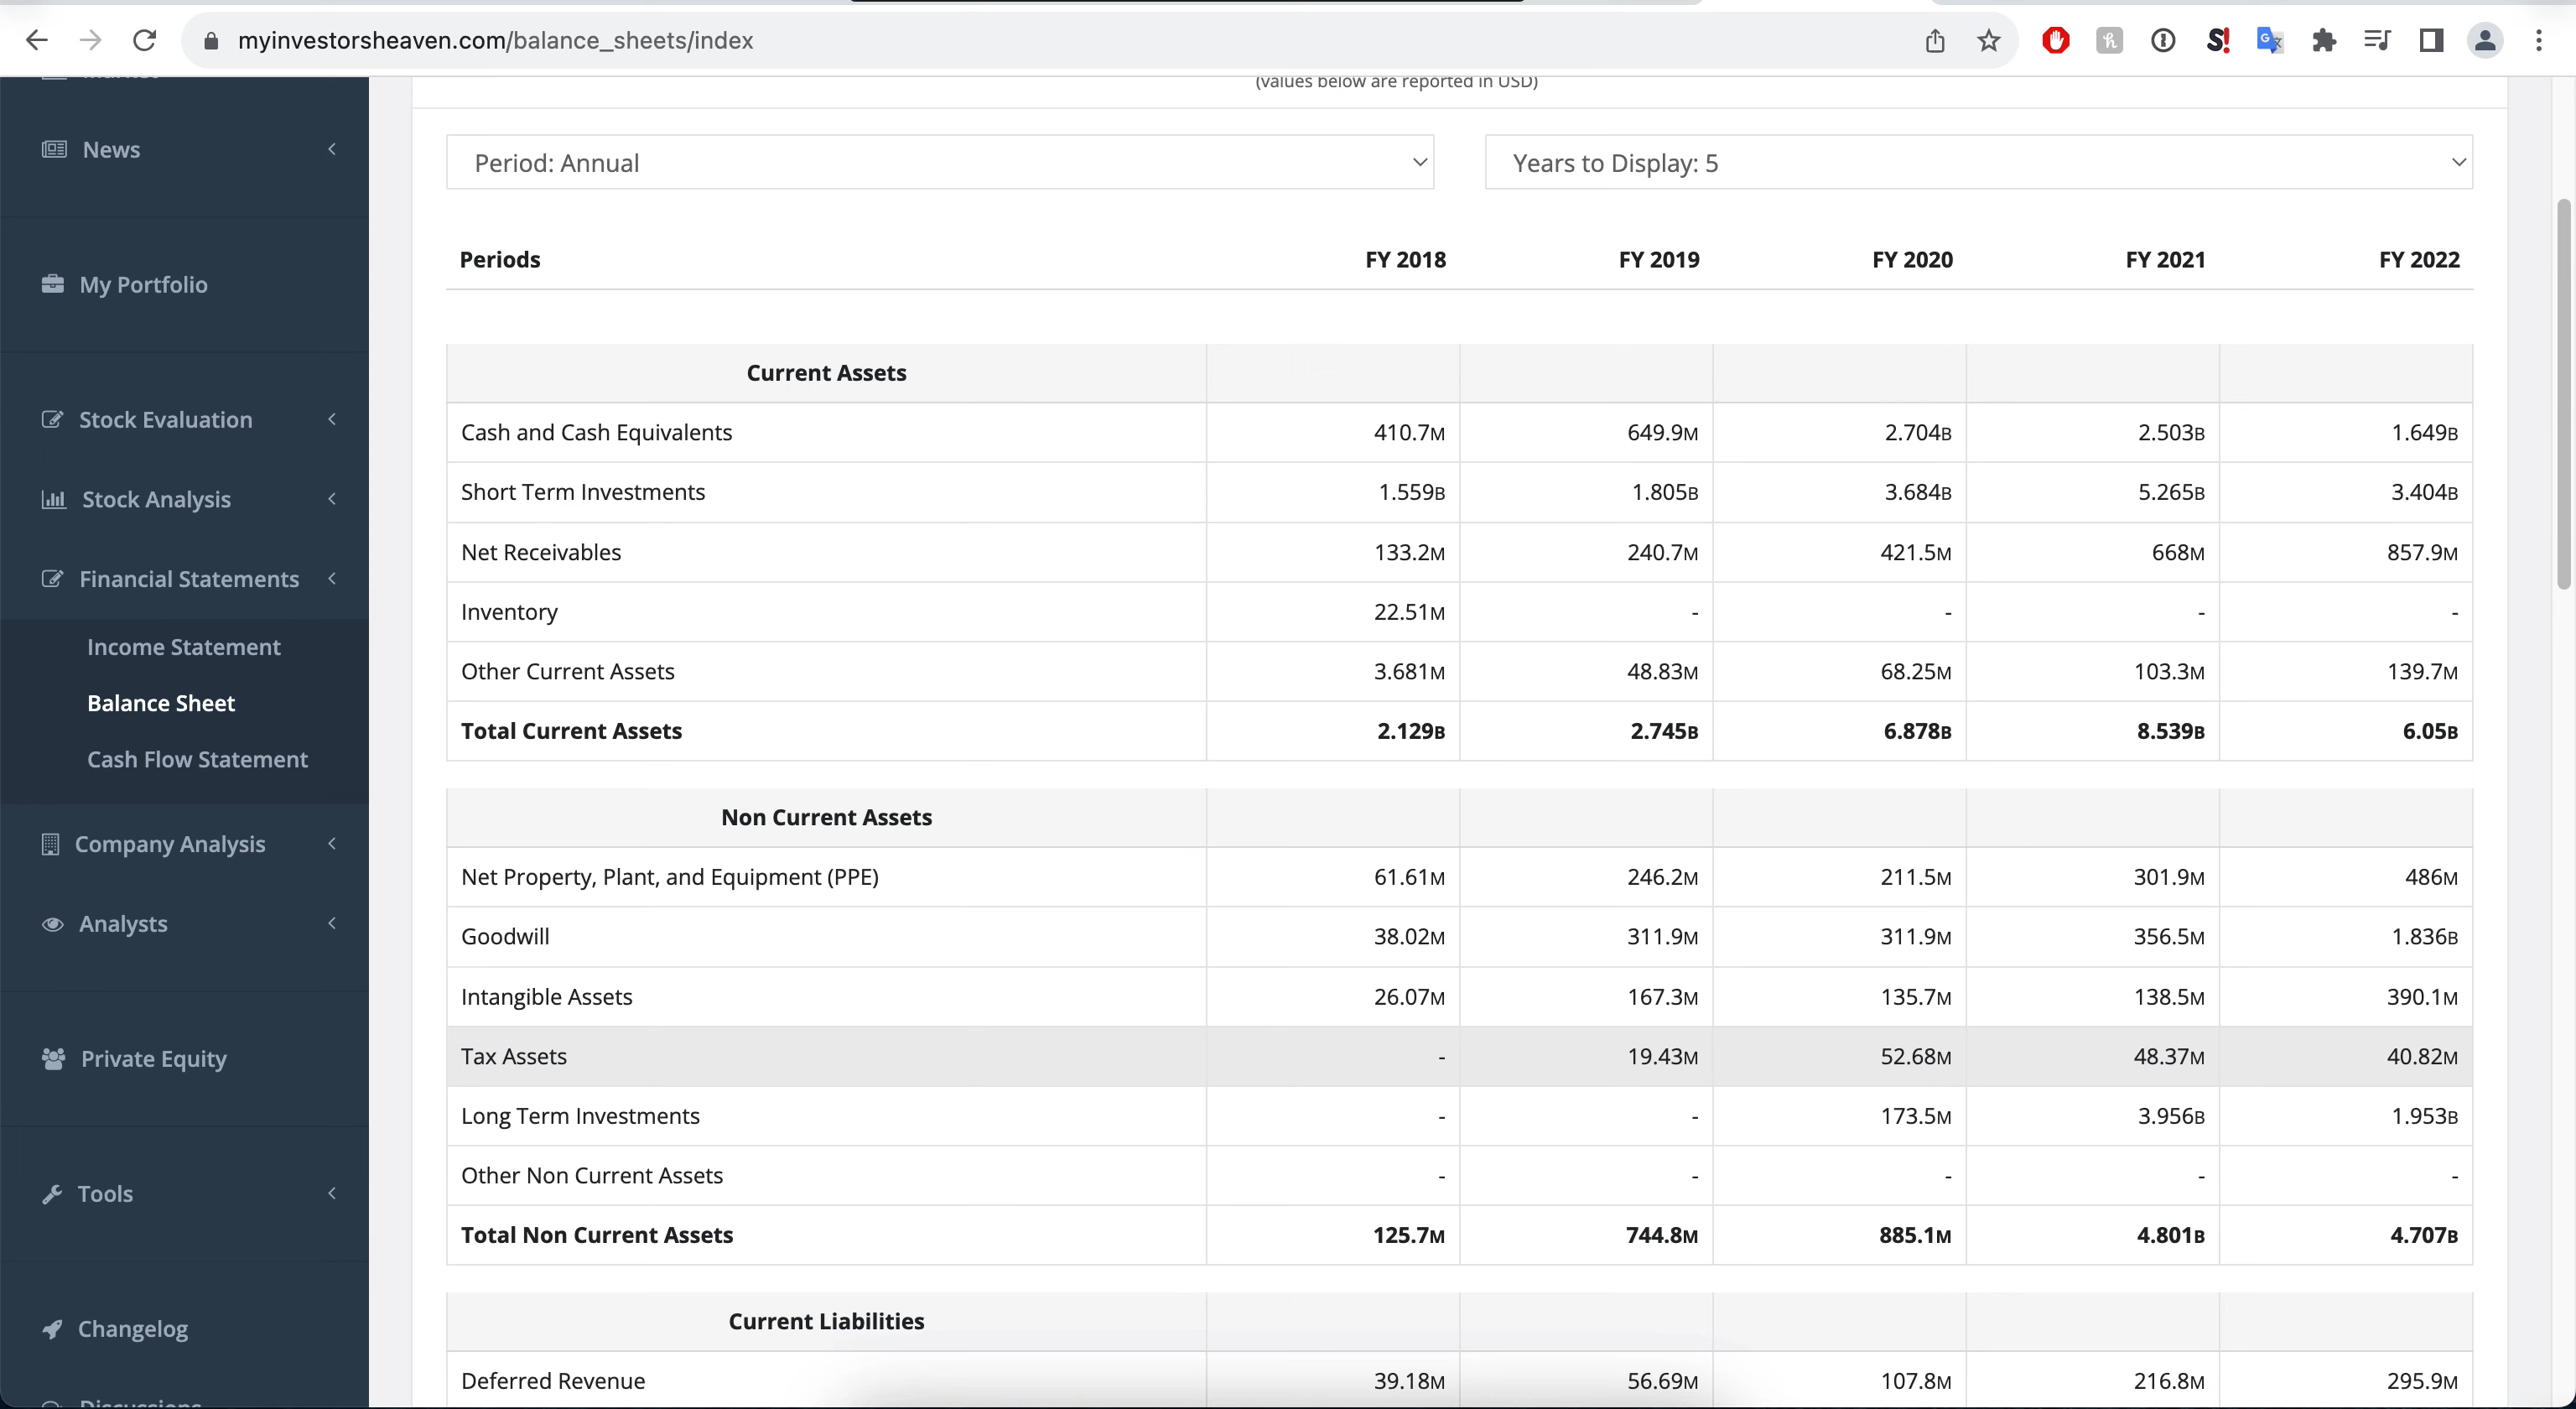 myinvestorsheaven.com/balance_sheets/index
(values below are reported in USD)
News
My Portfolio
Stock Evaluation
Stock Analysis
Financial Statements
Income Statement
Balance Sheet
Cash Flow Statement
Company Analysis
Analysts
Private Equity
Tools
Changelog
Period: Annual Years to Display: 5
Periods FY 2018 FY 2019 FY 2020 FY 2021 FY 2022
Current Assets
Cash and Cash Equivalents 410.7M 649.9M 2.704B 2.503B 1.649B
Short Term Investments 1.559B 1.805B 3.684B 5.265B 3.404B
Net Receivables 133.2M 240.7M 421.5M 668M 857.9M
Inventory 22.51M - - - -
Other Current Assets 3.681M 48.83M 68.25M 103.3M 139.7M
Total Current Assets 2.129B 2.745B 6.878B 8.539B 6.05B
Non Current Assets
Net Property, Plant, and Equipment (PPE) 61.61M 246.2M 211.5M 301.9M 486M
Goodwill 38.02M 311.9M 311.9M 356.5M 1.836B
Intangible Assets 26.07M 167.3M 135.7M 138.5M 390.1M
Tax Assets - 19.43M 52.68M 48.37M 40.82M
Long Term Investments - - 173.5M 3.956B 1.953B
Other Non Current Assets - - - - -
Total Non Current Assets 125.7M 744.8M 885.1M 4.801B 4.707B
Current Liabilities
Deferred Revenue 39.18M 56.69M 107.8M 216.8M 295.9M